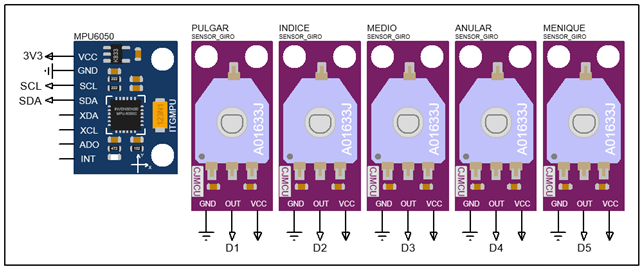 MPU6050
3V3
SCL
SDA
VCC
GND
SCL
SDA
XDA
XCL
ADO
INT
ITGMPU
Y
X
PULGAR
SENSOR_GIRO
A01633J
CJMCU
GND OUT VCC
D1
INDICE
SENSOR_GIRO
A01633J
CJMCU
GND OUT VCC
D2
MEDIO
SENSOR_GIRO
A01633J
CJMCU
GND OUT VCC
D3
ANULAR
SENSOR_GIRO
A01633J
CJMCU
GND OUT VCC
D4
MENIQUE
SENSOR_GIRO
A01633J
CJMCU
GND OUT VCC
D5